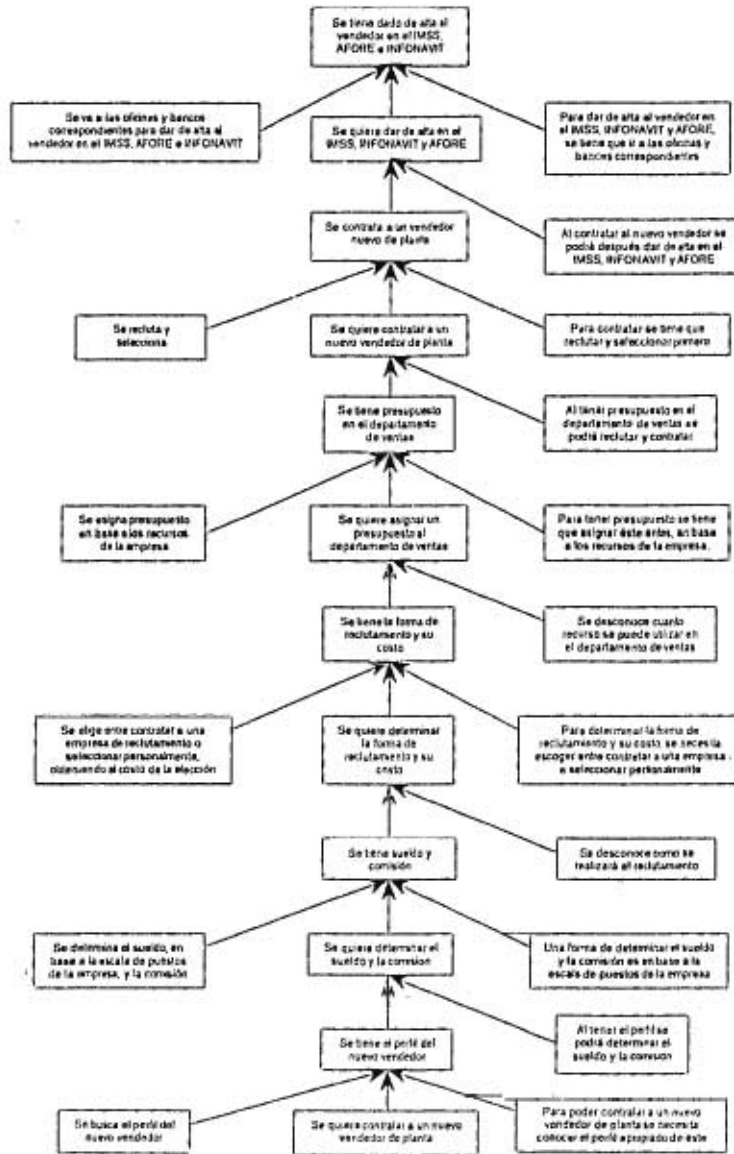 Se tiene dado de alta al
vendedor en el IMSS,
AFORE e INFONAVIT
Se va a las oficinas y bancos
correspondientes para dar de alta al
vendedor en el IMSS, AFORE e INFONAVIT
Se quiere dar de alta en el
IMSS, INFONAVIT y AFORE
Para dar de alta al vendedor en
el IMSS, INFONAVIT y AFORE,
se tiene que ir a las oficinas y
bancos correspondientes
Se contrata a un vendedor
nuevo de planta
Al contratar al nuevo vendedor se
podrá después dar de alta en el
IMSS, INFONAVIT y AFORE
Se recluta y
selecciona
Se quiere contratar a un
nuevo vendedor de planta
Para contratar se tiene que
reclutar y seleccionar primero
Se tiene presupuesto
en el departamento
de ventas
Al tener presupuesto en el
departamento de ventas se
podrá reclutar y contratar
Se asigna presupuesto
en base a los recursos
de la empresa
Se quiere asignar un
presupuesto al
departamento de ventas
Para tener presupuesto se tiene
que asignar éste antes, en base
a los recursos de la empresa.
Se tiene la forma de
reclutamiento y su
costo
Se desconoce cuanto
recurso se puede utilizar en
el departamento de ventas
Se elige entre contratar a una
empresa de reclutamiento o
seleccionar personalmente,
obteniendo el costo de la elección
Se quiere determinar
la forma de
reclutamiento y su
costo
Para determinar la forma de
reclutamiento y su costo, se necesita
escoger entre contratar a una empresa
o seleccionar personalmente
Se tiene sueldo y
comisión
Se desconoce como se
realizará el reclutamiento
Se determina el sueldo, en
base a la escala de puestos
de la empresa, y la comisión
Se quiere determinar el
sueldo y la comision
Una forma de determinar el sueldo
y la comisión es en base a la
escala de puestos de la empresa
Se tiene el perfil del
nuevo vendedor
Al tener el perfil se
podrá determinar el
sueldo y la comision
Se busca el perfil del
nuevo vendedor
Se quiere contratar a un nuevo
vendedor de planta
Para poder contratar a un nuevo
vendedor de planta se necesita
conocer el perfil apropiado de éste